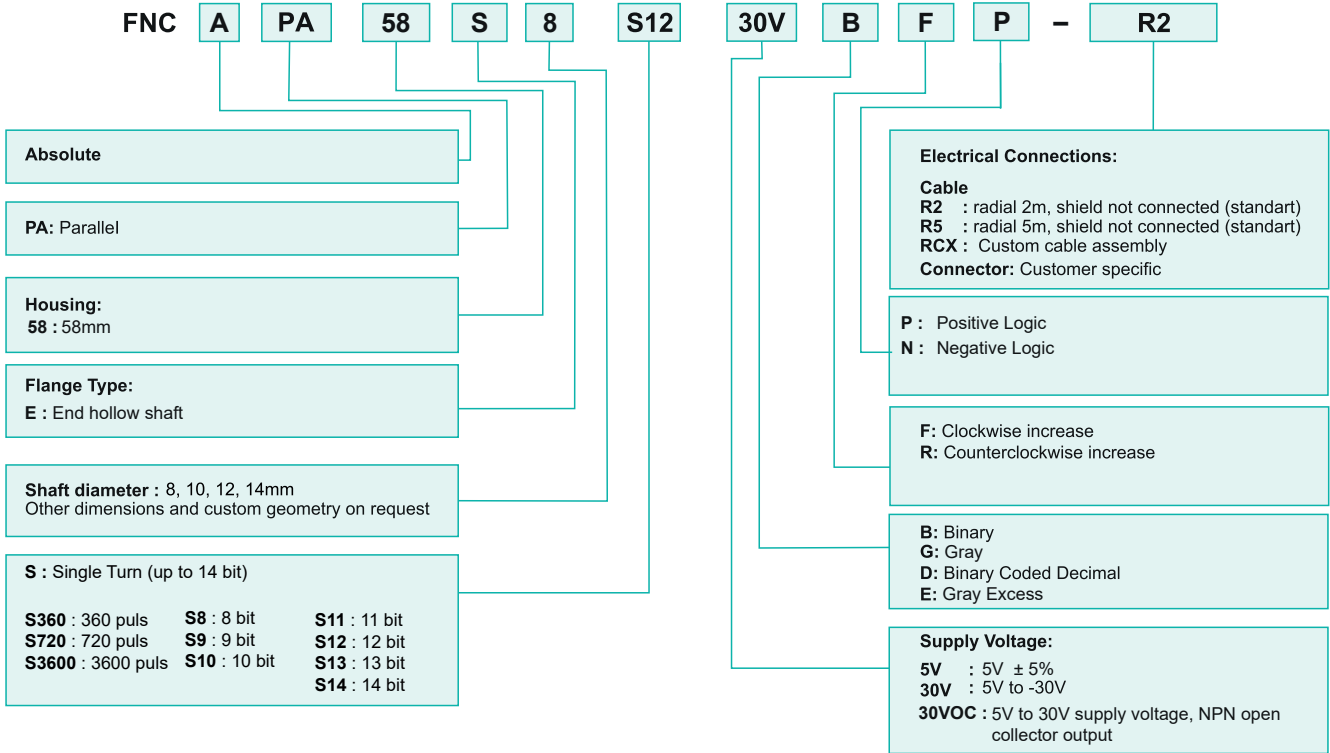 FNC A PA 58 S 8 S12 30V B F P – R2
Absolute
PA: Parallel
Housing:
58 : 58mm
Flange Type:
E : End hollow shaft
Shaft diameter : 8, 10, 12, 14mm
Other dimensions and custom geometry on request
S : Single Turn (up to 14 bit)
S360 : 360 puls
S720 : 720 puls
S3600 : 3600 puls
S8 : 8 bit
S9 : 9 bit
S10 : 10 bit
S11 : 11 bit
S12 : 12 bit
S13 : 13 bit
S14 : 14 bit
Electrical Connections:
Cable
R2 : radial 2m, shield not connected (standart)
R5 : radial 5m, shield not connected (standart)
RCX : Custom cable assembly
Connector: Customer specific
P : Positive Logic
N : Negative Logic
F: Clockwise increase
R: Counterclockwise increase
B: Binary
G: Gray
D: Binary Coded Decimal
E: Gray Excess
Supply Voltage:
5V : 5V ± 5%
30V : 5V to -30V
30VOC : 5V to 30V supply voltage, NPN open
collector output